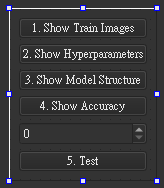 1. Show Train Images
2. Show Hyperparameters
3. Show Model Structure
4. Show Accuracy
0
5. Test